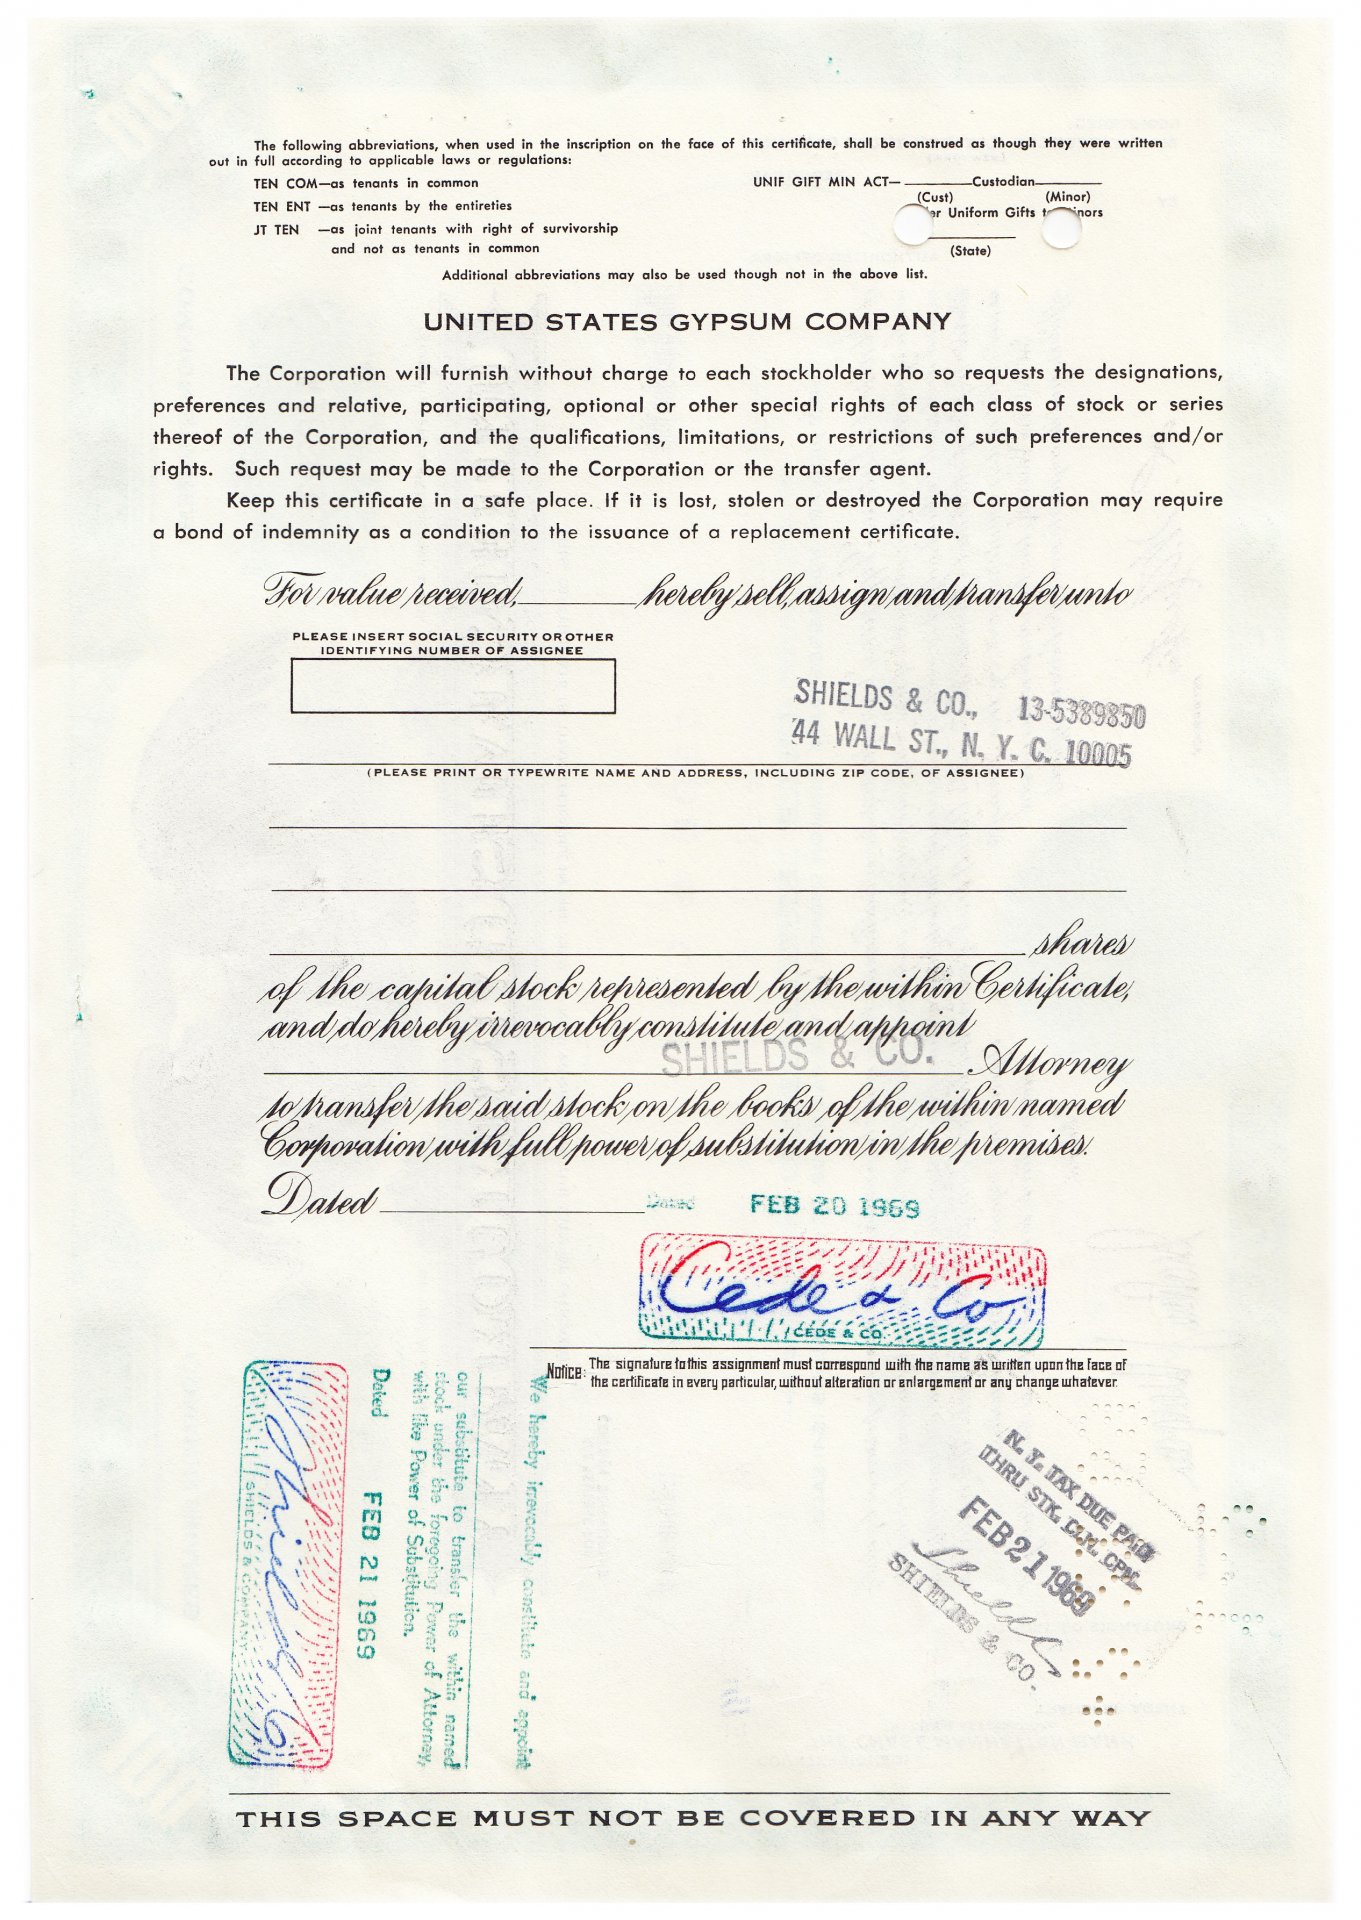 The following abbreviations, when used in the inscription on the face of this certificate, shall be construed as though they were written
out in full according to applicable laws or regulations:
TEN COM—as tenants in common
TEN ENT —as tenants by the entireties
JT TEN —as joint tenants with right of survivorship
and not as tenants in common
UNIF GIFT MIN ACT— Custodian
(Cust) (Minor)
er Uniform Gifts t inors
(State)
Additional abbreviations may also be used though not in the above list.
UNITED STATES GYPSUM COMPANY
The Corporation will furnish without charge to each stockholder who so requests the designations,
preferences and relative, participating, optional or other special rights of each class of stock or series
thereof of the Corporation, and the qualifications, limitations, or restrictions of such preferences and/or
rights. Such request may be made to the Corporation or the transfer agent.
Keep this certificate in a safe place. If it is lost, stolen or destroyed the Corporation may require
a bond of indemnity as a condition to the issuance of a replacement certificate.
For value received, hereby sell, assign and transfer unto
PLEASE INSERT SOCIAL SECURITY OR OTHER
IDENTIFYING NUMBER OF ASSIGNEE
SHIELDS & CO., 13-5389850
44 WALL ST., N. Y. C. 10005
(PLEASE PRINT OR TYPEWRITE NAME AND ADDRESS, INCLUDING ZIP CODE, OF ASSIGNEE)
shares
of the capital stock represented by the within Certificate,
and do hereby irrevocably constitute and appoint
SHIELDS & CO.
Attorney
to transfer the said stock on the books of the within named
Corporation with full power of substitution in the premises.
Dated Dated FEB 20 1969
Cede & Co
CEDE & CO.
Notice: The signature to this assignment must correspond with the name as written upon the face of
the certificate in every particular, without alteration or enlargement or any change whatever.
We hereby irrevocably constitute and appoint
our substitute to transfer the within named
stock under the foregoing Power of Attorney,
with like Power of Substitution.
Dated FEB 21 1969
Shields &
SHIELDS & COMPANY
N. Y. TAX DUE PAID
THRU STK. CLR. CPN.
FEB 21 1969
Shields
SHIELDS & CO.
THIS SPACE MUST NOT BE COVERED IN ANY WAY